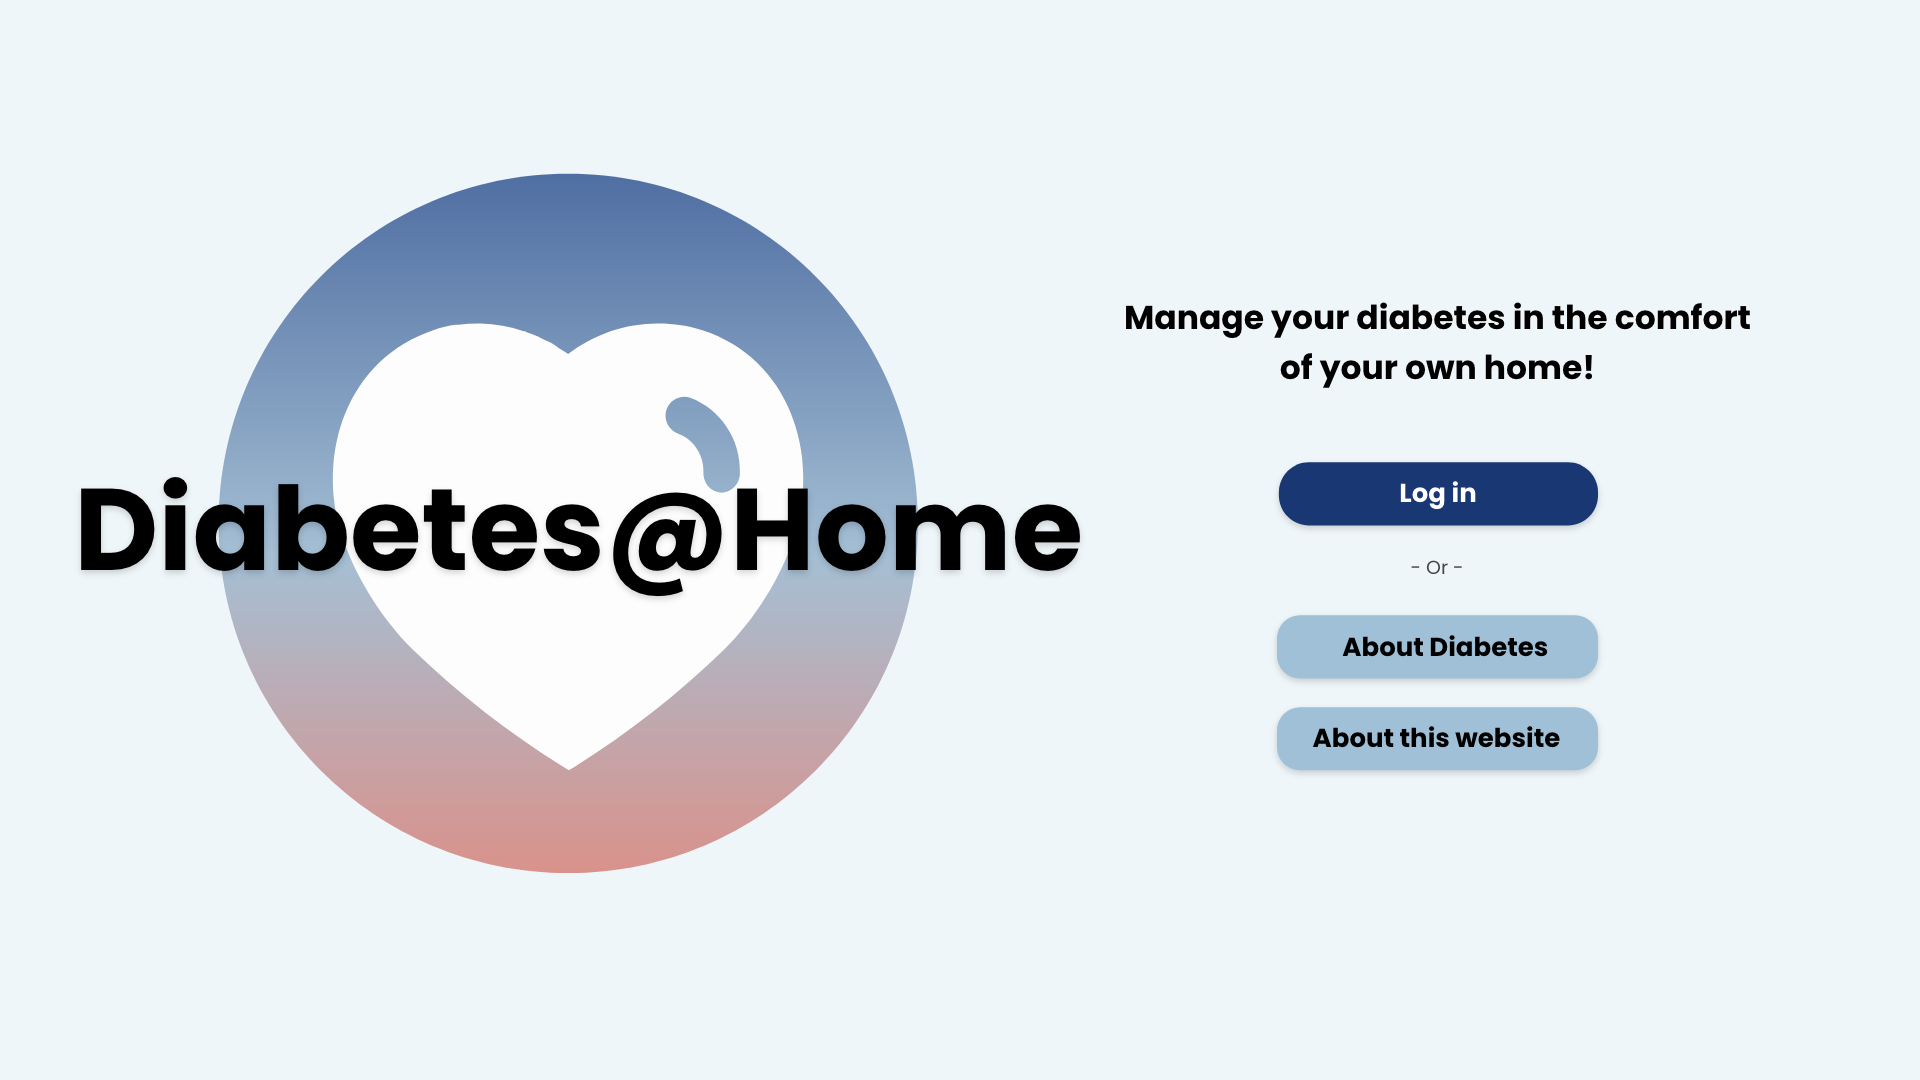 Diabetes@Home
Manage your diabetes in the comfort
of your own home!
Log in
- Or -
About Diabetes
About this website